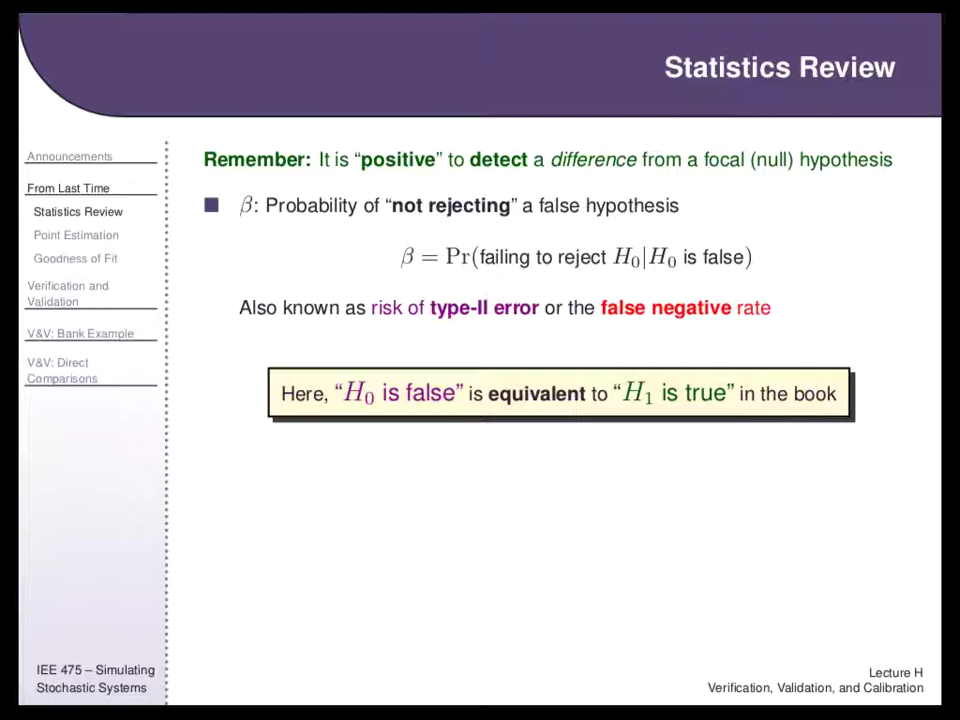 Statistics Review
Announcements
From Last Time
Statistics Review
Point Estimation
Goodness of Fit
Verification and
Validation
V&V: Bank Example
V&V: Direct
Comparisons
IEE 475 – Simulating
Stochastic Systems
Remember: It is “positive” to detect a difference from a focal (null) hypothesis
β: Probability of “not rejecting” a false hypothesis
β = Pr(failing to reject H₀|H₀ is false)
Also known as risk of type-II error or the false negative rate
Here, “H₀ is false” is equivalent to “H₁ is true” in the book
Lecture H
Verification, Validation, and Calibration